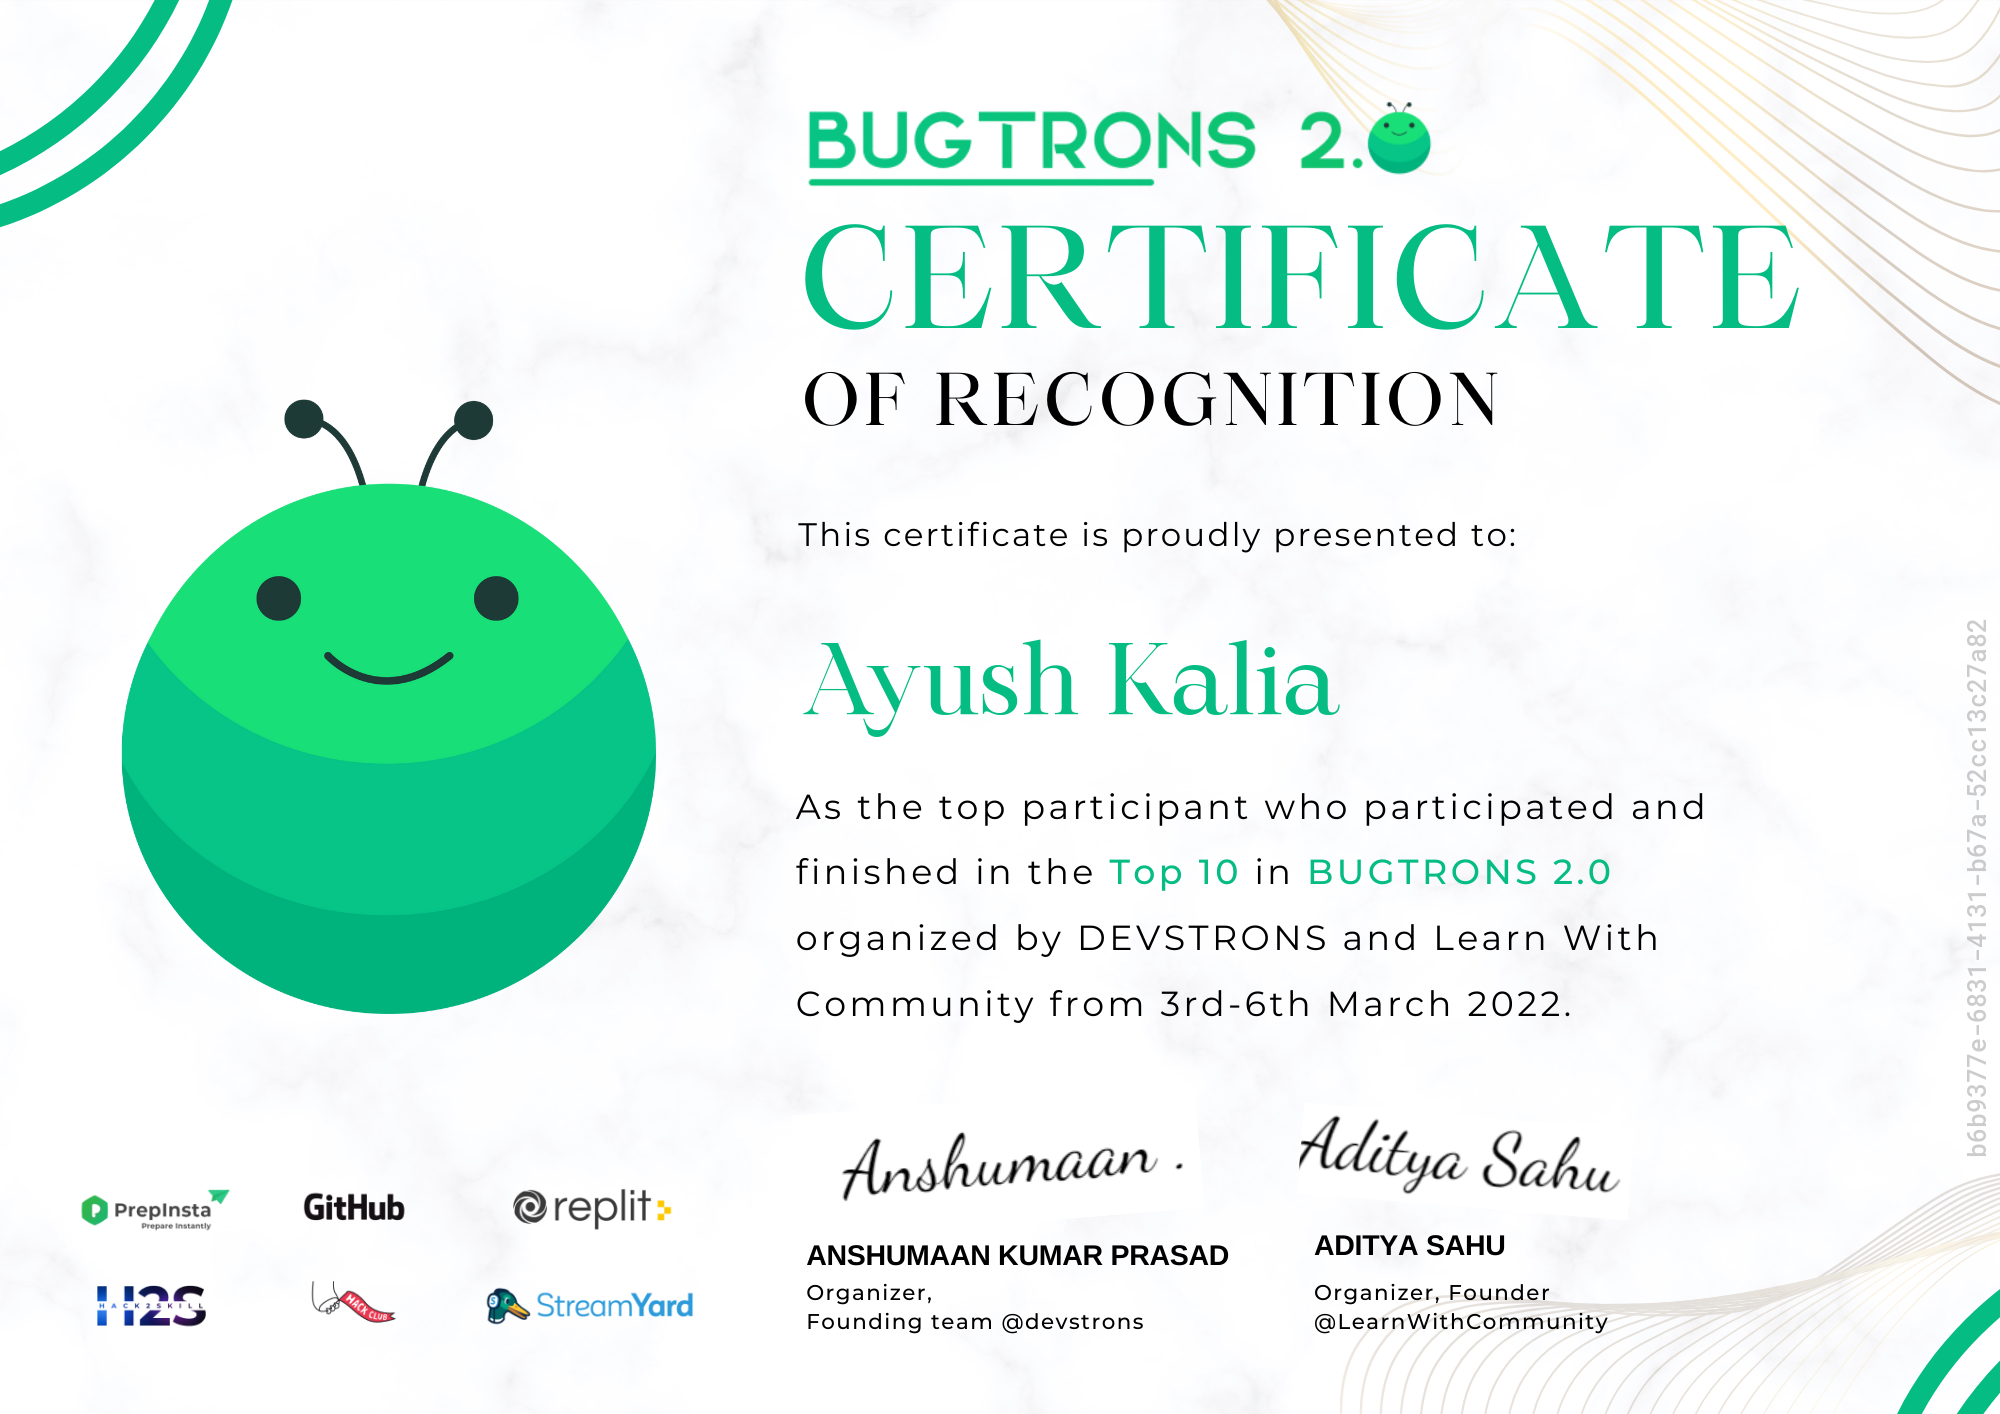 BUGTRONS 2.0
CERTIFICATE
OF RECOGNITION
This certificate is proudly presented to:
Ayush Kalia
As the top participant who participated and
finished in the Top 10 in BUGTRONS 2.0
organized by DEVSTRONS and Learn With
Community from 3rd-6th March 2022.
Anshumaan .
ANSHUMAAN KUMAR PRASAD
Organizer,
Founding team @devstrons
Aditya Sahu
ADITYA SAHU
Organizer, Founder
@LearnWithCommunity
PrepInsta
Prepare Instantly
GitHub
replit
H2S
HACK2SKILL
HACK CLUB
StreamYard
b6b9377e-6831-4131-b67a-52cc13c27a82